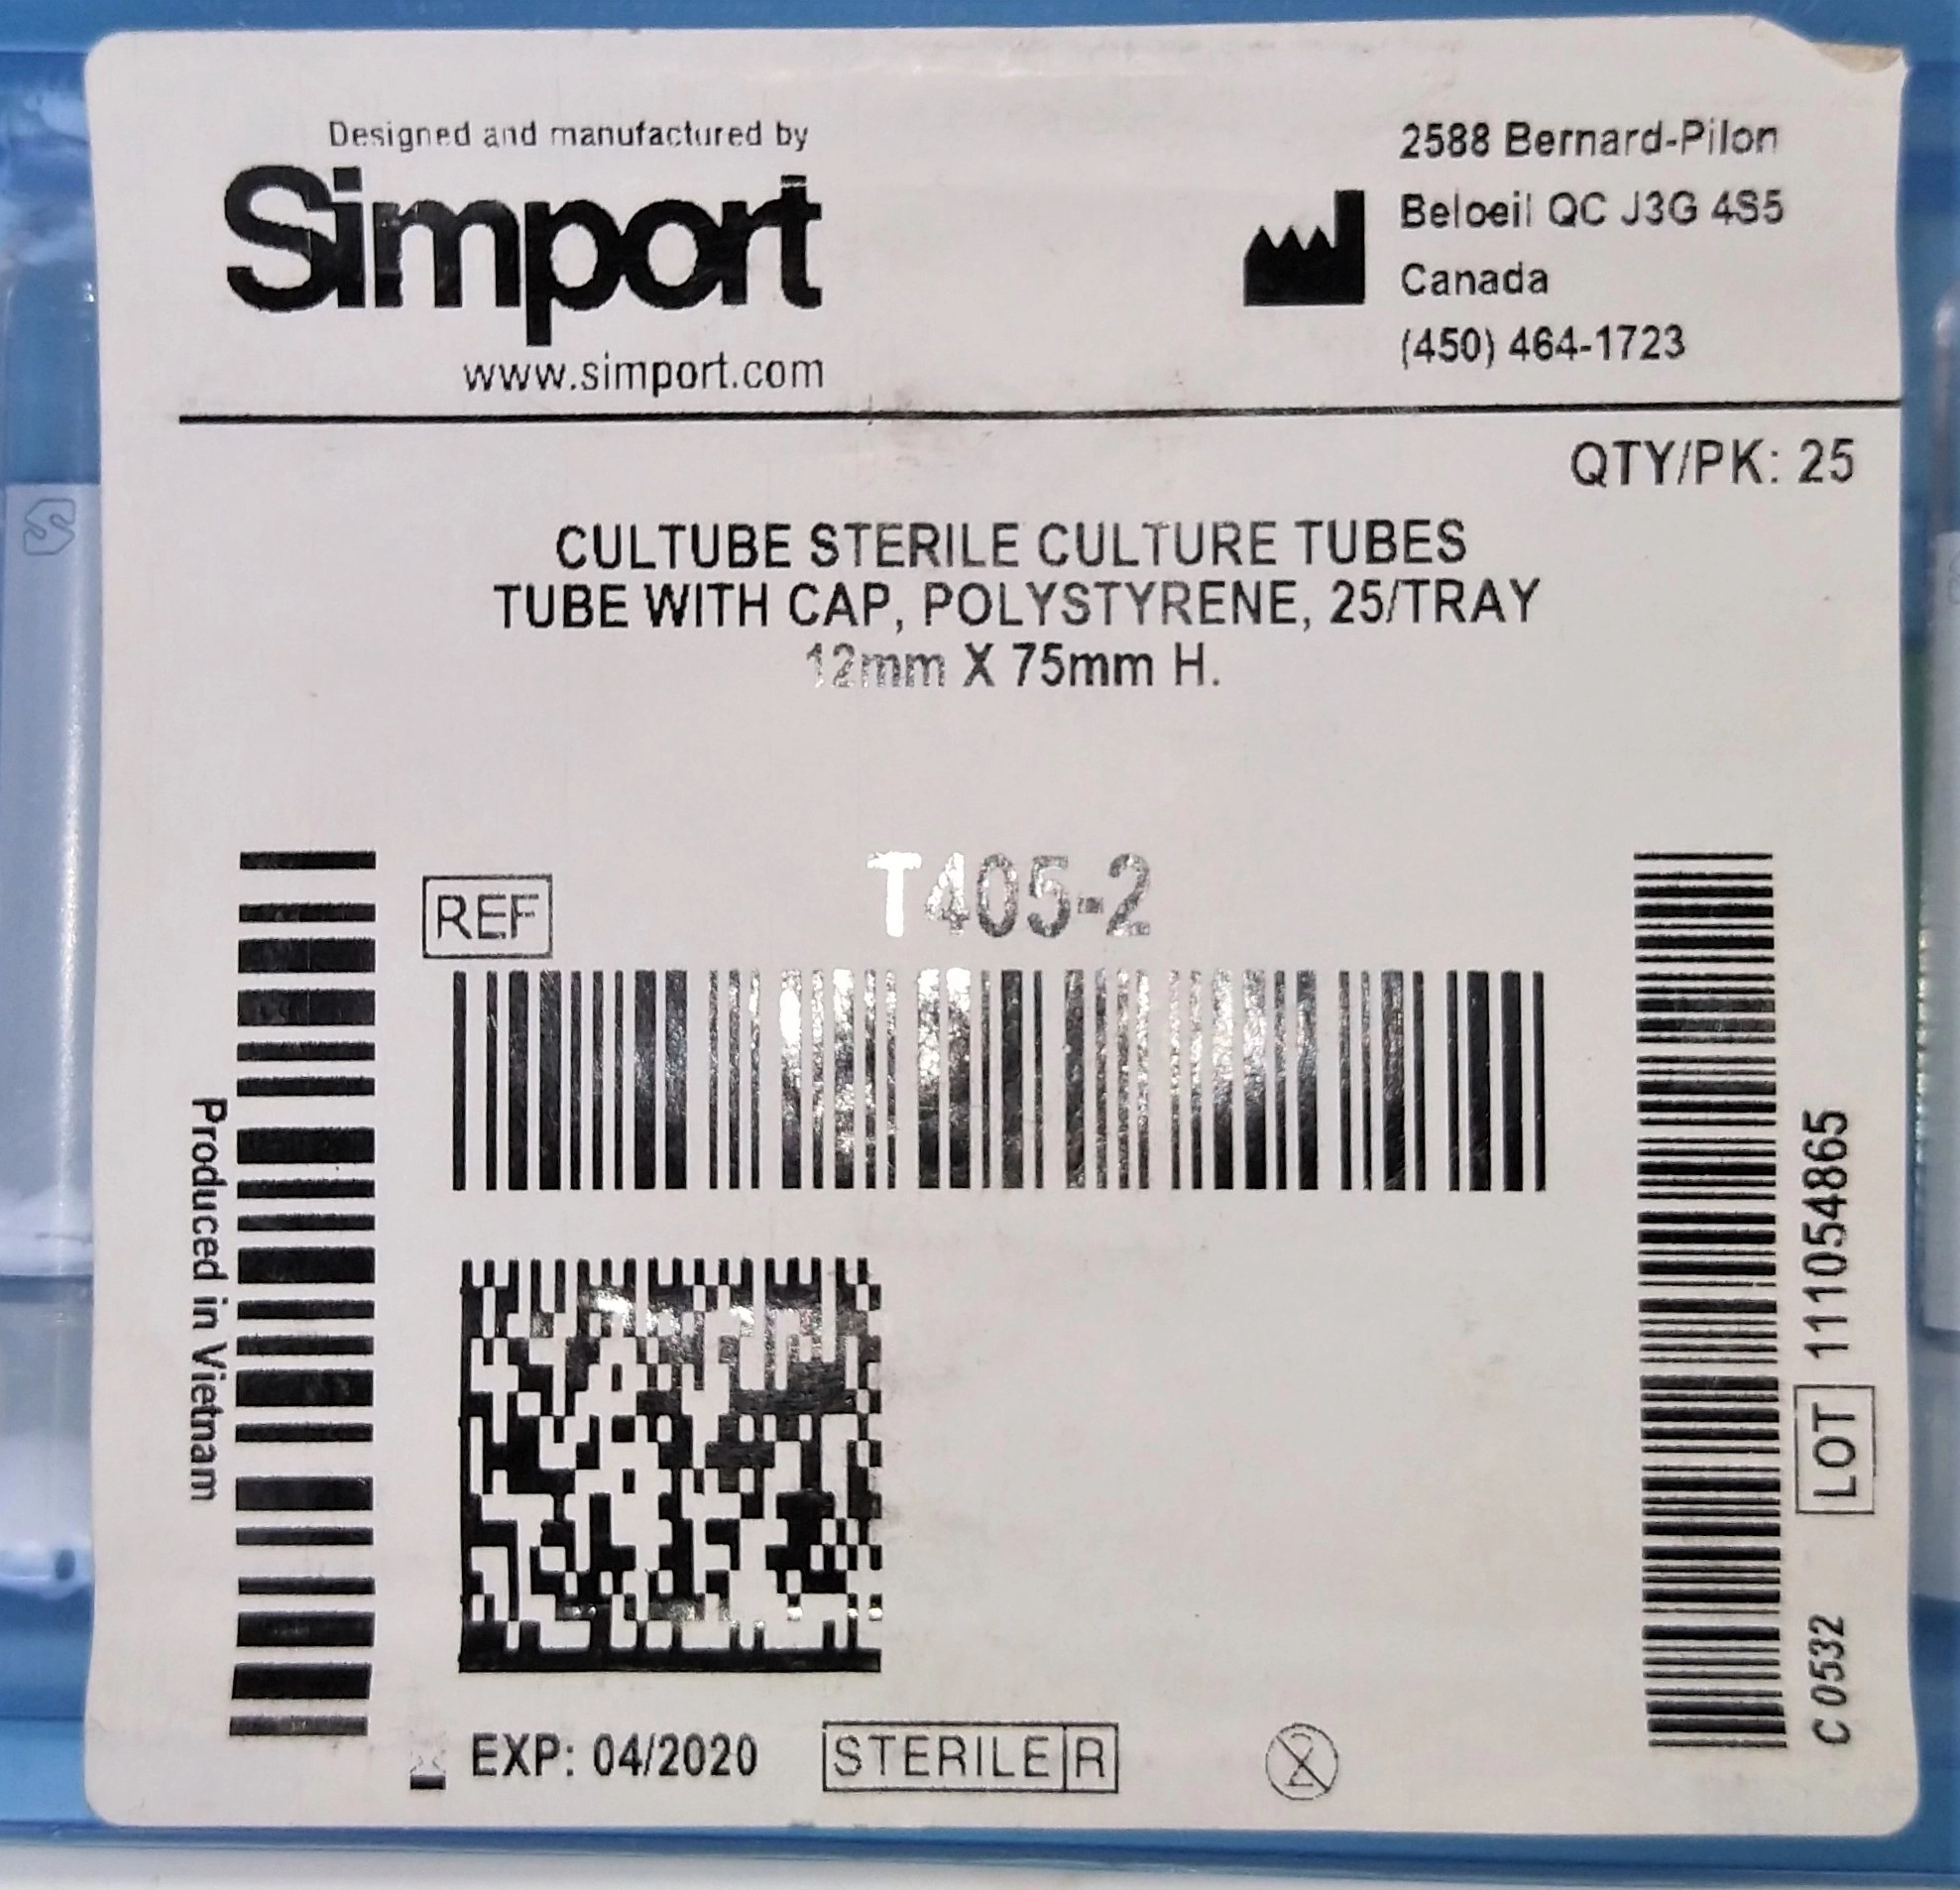 Designed and manufactured by
Simport
www.simport.com
2588 Bernard-Pilon
Beloeil QC J3G 4S5
Canada
(450) 464-1723
QTY/PK: 25
CULTUBE STERILE CULTURE TUBES
TUBE WITH CAP, POLYSTYRENE, 25/TRAY
12mm X 75mm H.
REF
T405-2
Produced in Vietnam
LOT 111054865
C 0532
EXP: 04/2020
STERILE R
2